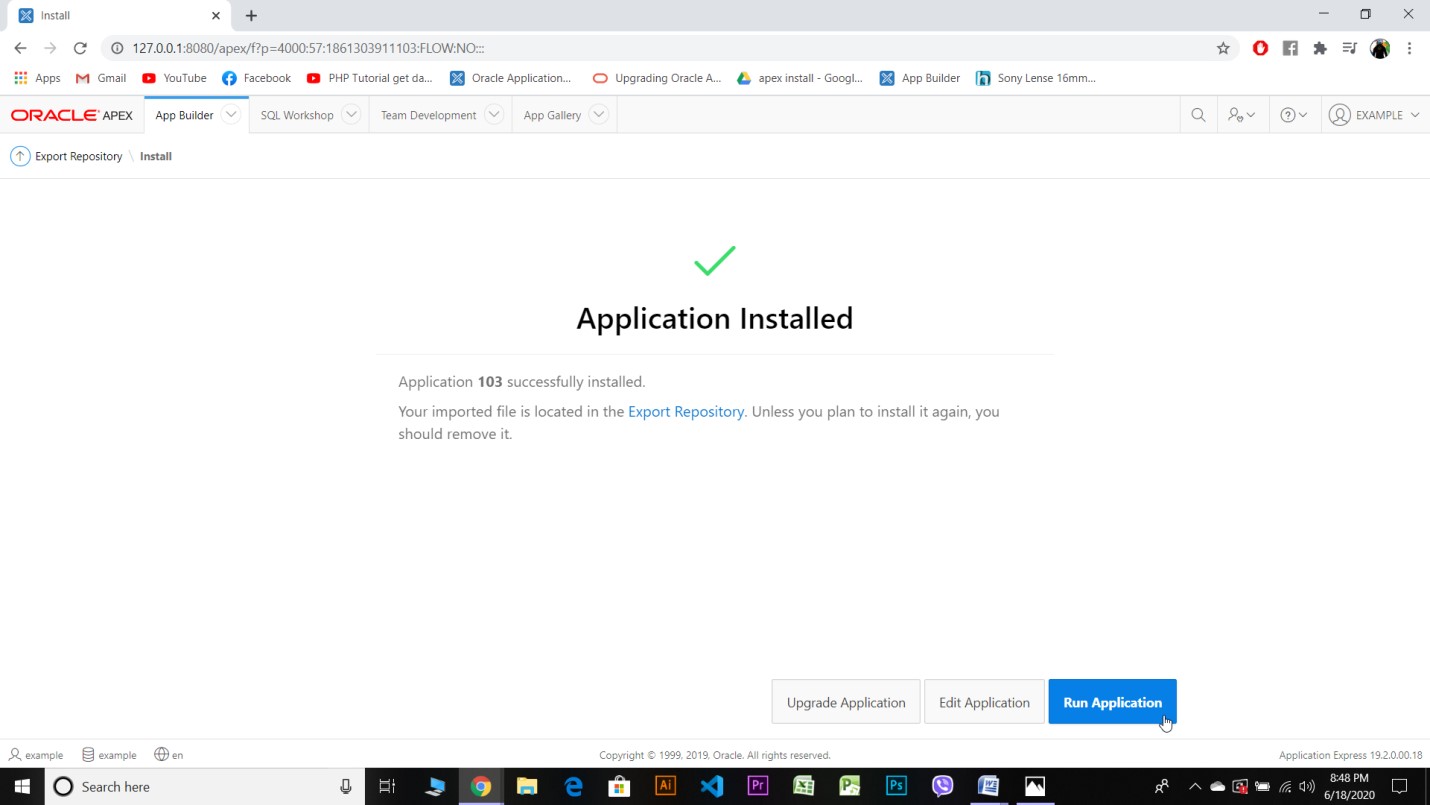 Install
127.0.0.1:8080/apex/f?p=4000:57:1861303911103:FLOW:NO:::
Apps Gmail YouTube Facebook PHP Tutorial get da... Oracle Application... Upgrading Oracle A... apex install - Googl... App Builder Sony Lense 16mm...
ORACLE APEX App Builder SQL Workshop Team Development App Gallery EXAMPLE
Export Repository \ Install
Application Installed
Application 103 successfully installed.
Your imported file is located in the Export Repository. Unless you plan to install it again, you
should remove it.
Upgrade Application Edit Application Run Application
example example en Copyright © 1999, 2019, Oracle. All rights reserved. Application Express 19.2.0.00.18
Search here Ai Pr Ps 8:48 PM
6/18/2020